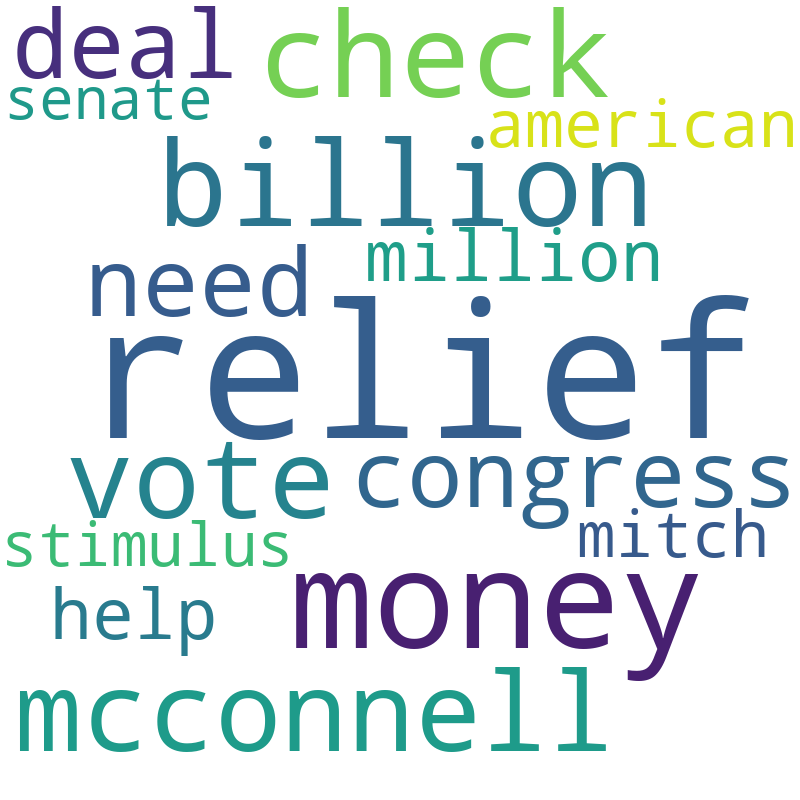 deal check
senate
american
billion
million
need
relief
vote congress
mitch
stimulus
help money
mcconnell